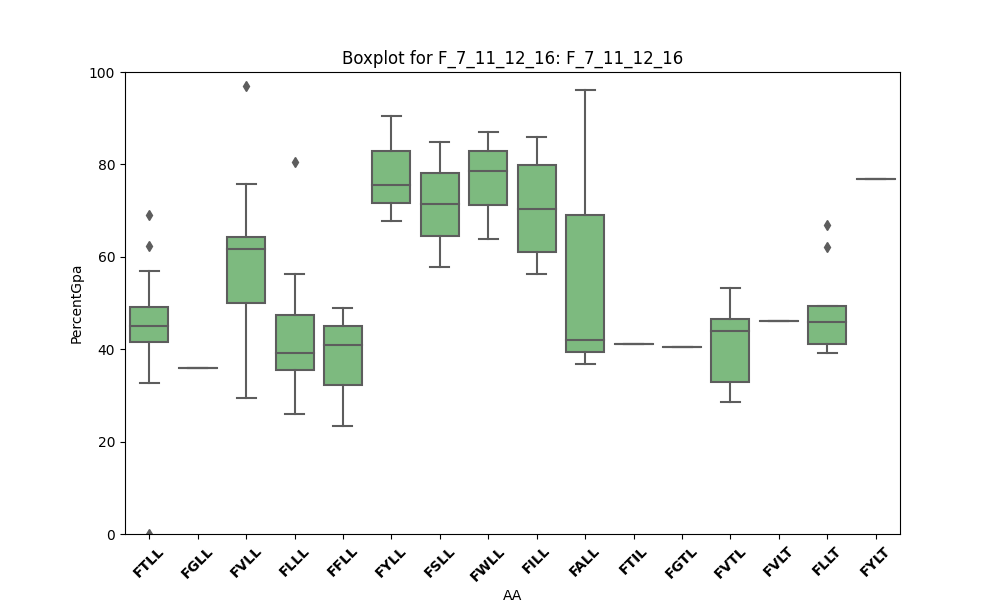 Boxplot for F_7_11_12_16: F_7_11_12_16
PercentGpa
100
80
60
40
20
0
FTLL FGLL FVLL FLLL FFLL FYLL FSLL FWLL FILL FALL FTIL FGTL FVTL FVLT FLLT FYLT
AA